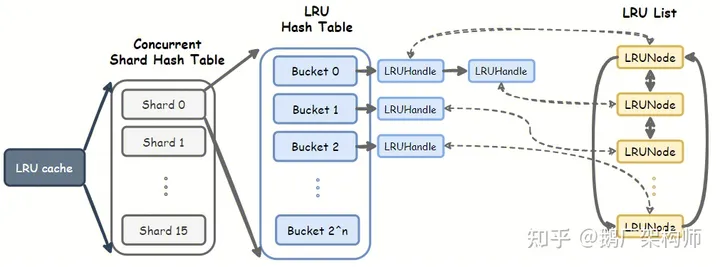 LRU cache
Concurrent
Shard Hash Table
Shard 0
Shard 1
Shard 15
LRU
Hash Table
Bucket 0
Bucket 1
Bucket 2
Bucket 2^n
LRUHandle
LRUHandle
LRUHandle
LRUHandle
LRU List
LRUNode
LRUNode
LRUNode
LRUNode
知乎 @鹅厂架构师